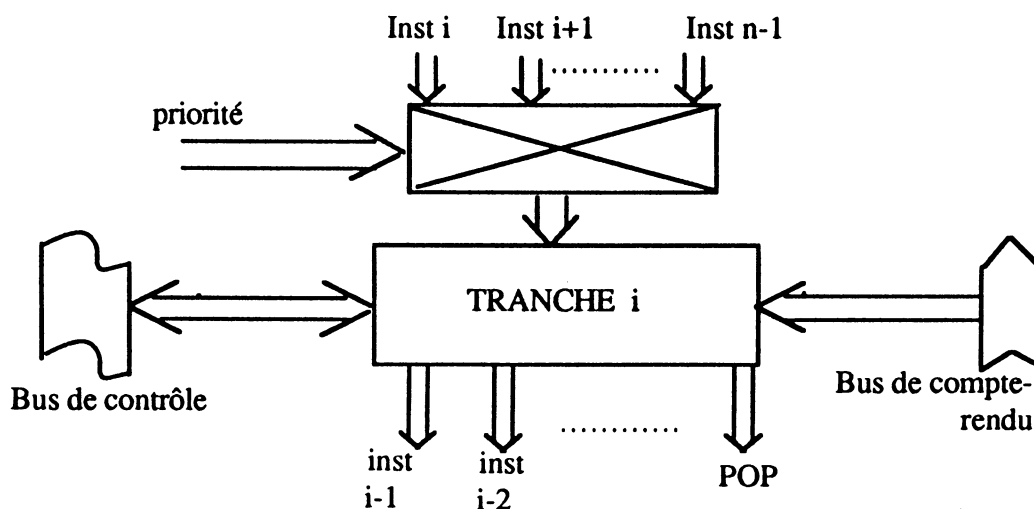 Inst i Inst i+1 Inst n-1
priorité
TRANCHE i
Bus de contrôle
Bus de compte-
rendu
inst
i-1
inst
i-2
POP